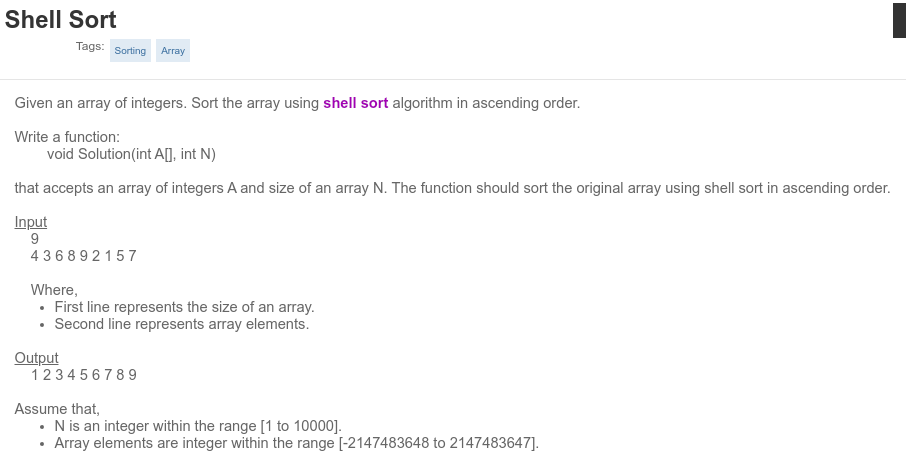 Shell Sort
Tags: Sorting Array
Given an array of integers. Sort the array using shell sort algorithm in ascending order.
Write a function:
void Solution(int A[], int N)
that accepts an array of integers A and size of an array N. The function should sort the original array using shell sort in ascending order.
Input
9
4 3 6 8 9 2 1 5 7
Where,
• First line represents the size of an array.
• Second line represents array elements.
Output
1 2 3 4 5 6 7 8 9
Assume that,
• N is an integer within the range [1 to 10000].
• Array elements are integer within the range [-2147483648 to 2147483647].